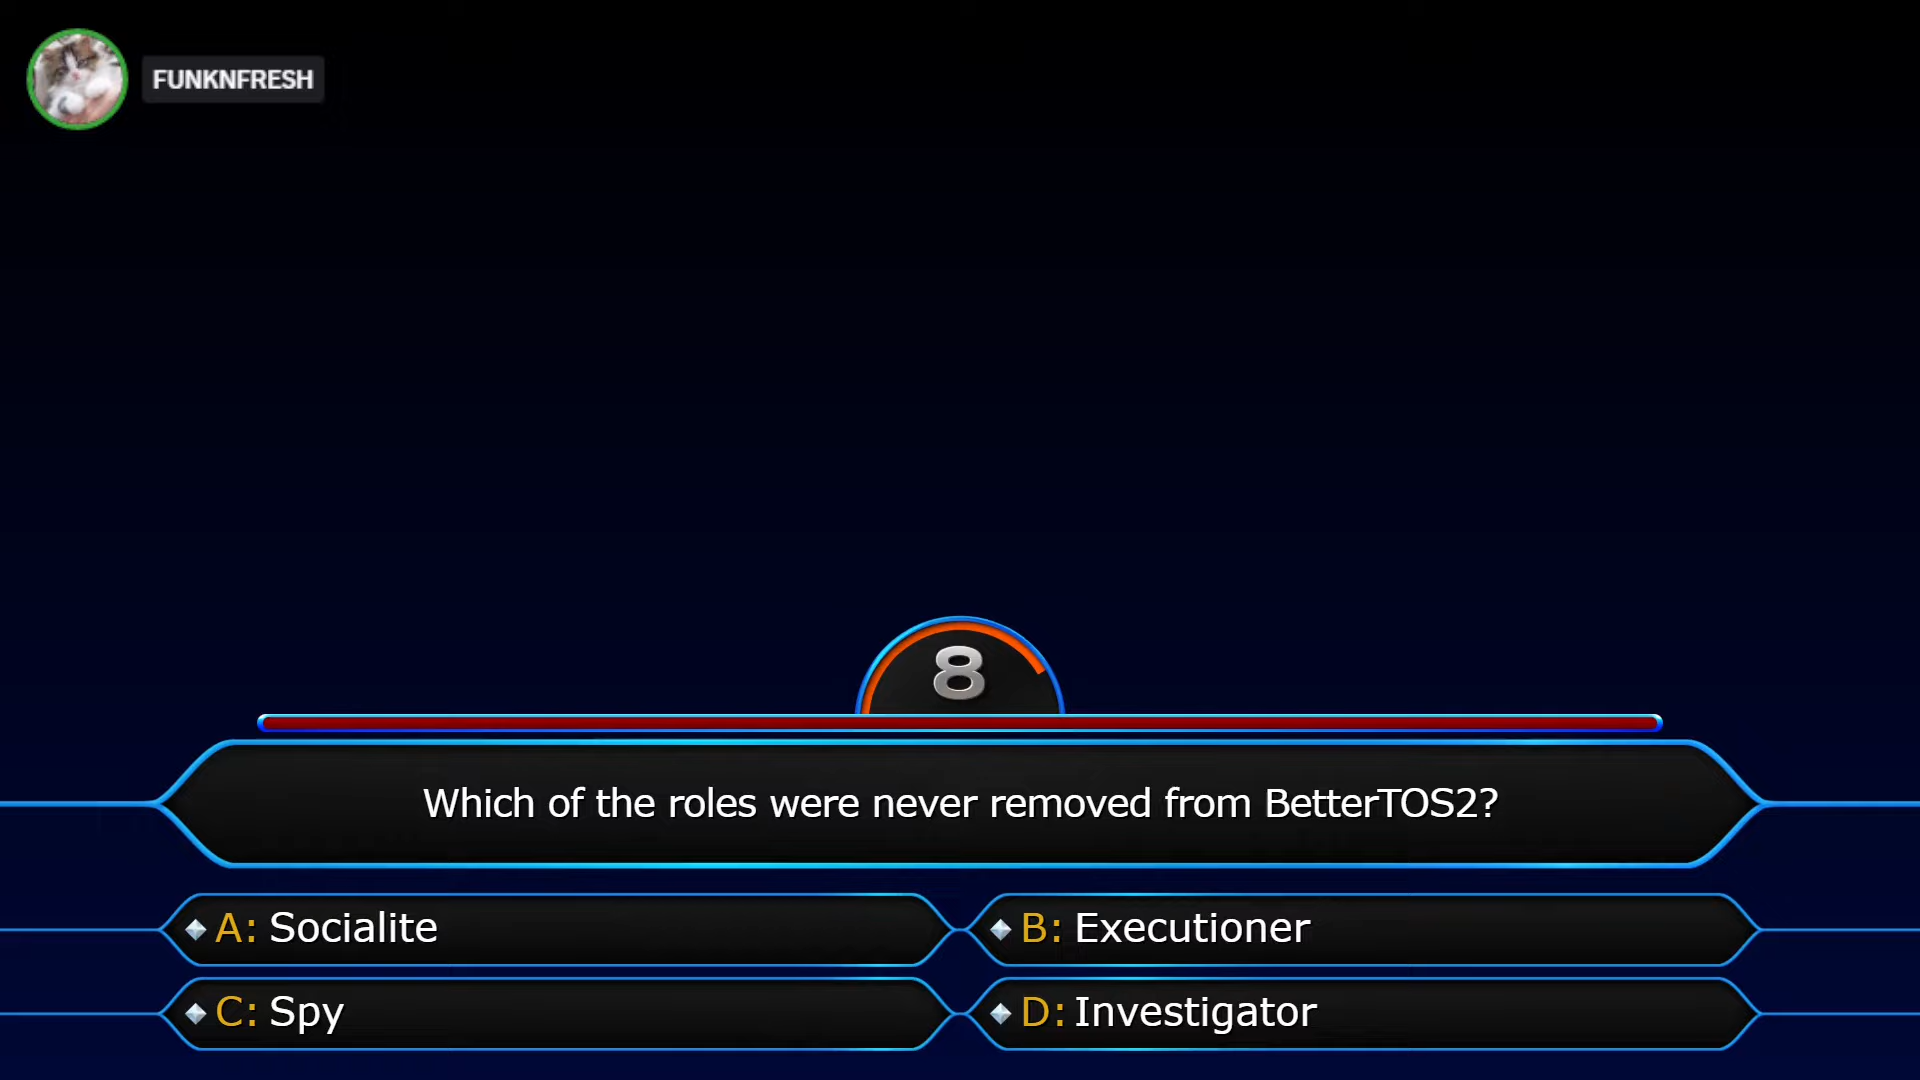 FUNKNFRESH
8
Which of the roles were never removed from BetterTOS2?
A: Socialite
B: Executioner
C: Spy
D: Investigator